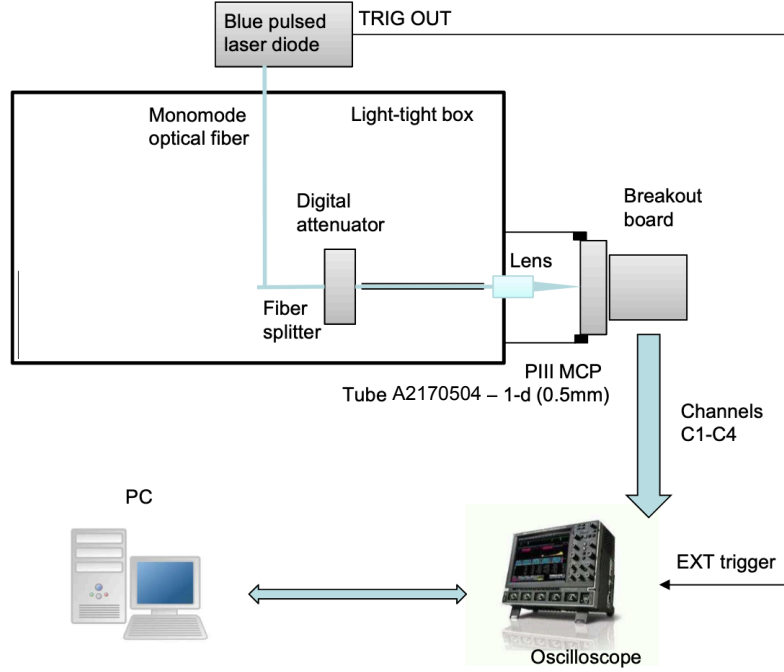 Blue pulsed
laser diode
TRIG OUT
Monomode
optical fiber
Light-tight box
Digital
attenuator
Breakout
board
Lens
Fiber
splitter
PIII MCP
Tube A2170504 – 1-d (0.5mm)
Channels
C1-C4
PC
EXT trigger
Oscilloscope